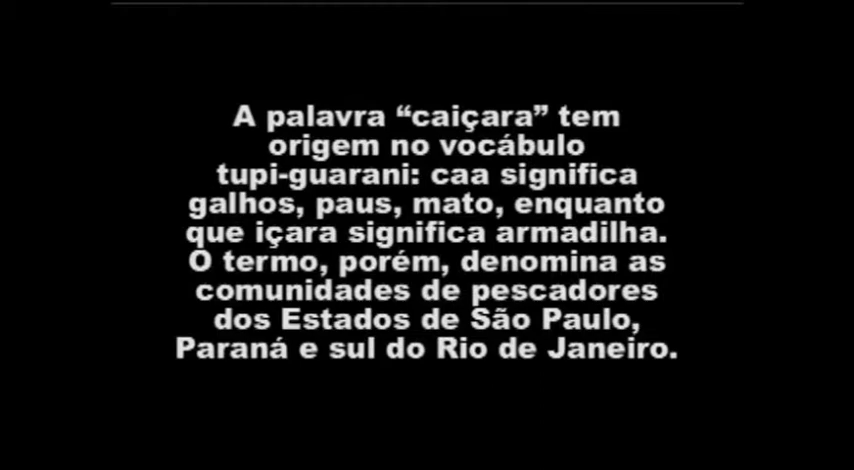 A palavra “caiçara” tem
origem no vocábulo
tupi-guarani: caa significa
galhos, paus, mato, enquanto
que içara significa armadilha.
O termo, porém, denomina as
comunidades de pescadores
dos Estados de São Paulo,
Paraná e sul do Rio de Janeiro.